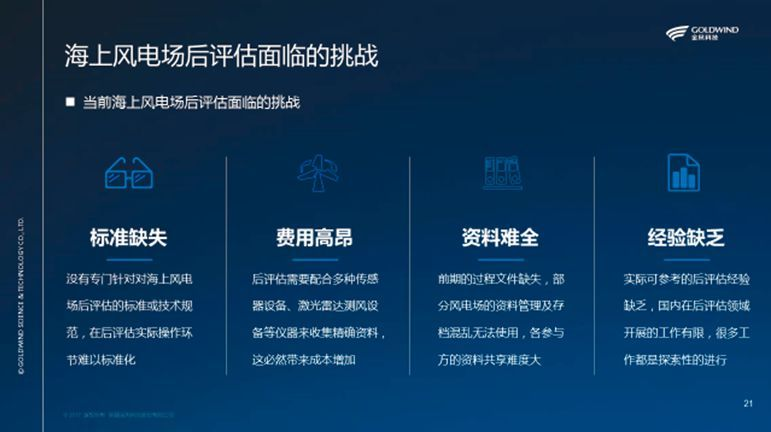 GOLDWIND
金风科技
海上风电场后评估面临的挑战
■ 当前海上风电场后评估面临的挑战
标准缺失
没有专门针对对海上风电
场后评估的标准或技术规
范，在后评估实际操作环
节难以标准化
费用高昂
后评估需要配合多种传感
器设备、激光雷达测风设
备等仪器来收集精确资料，
这必然带来成本增加
资料难全
前期的过程文件缺失，部
分风电场的资料管理及存
档混乱无法使用，各参与
方的资料共享难度大
经验缺乏
实际可参考的后评估经验
缺乏，国内在后评估领域
开展的工作有限，很多工
作都是探索性的进行
© GOLDWIND SCIENCE & TECHNOLOGY CO., LTD.
21